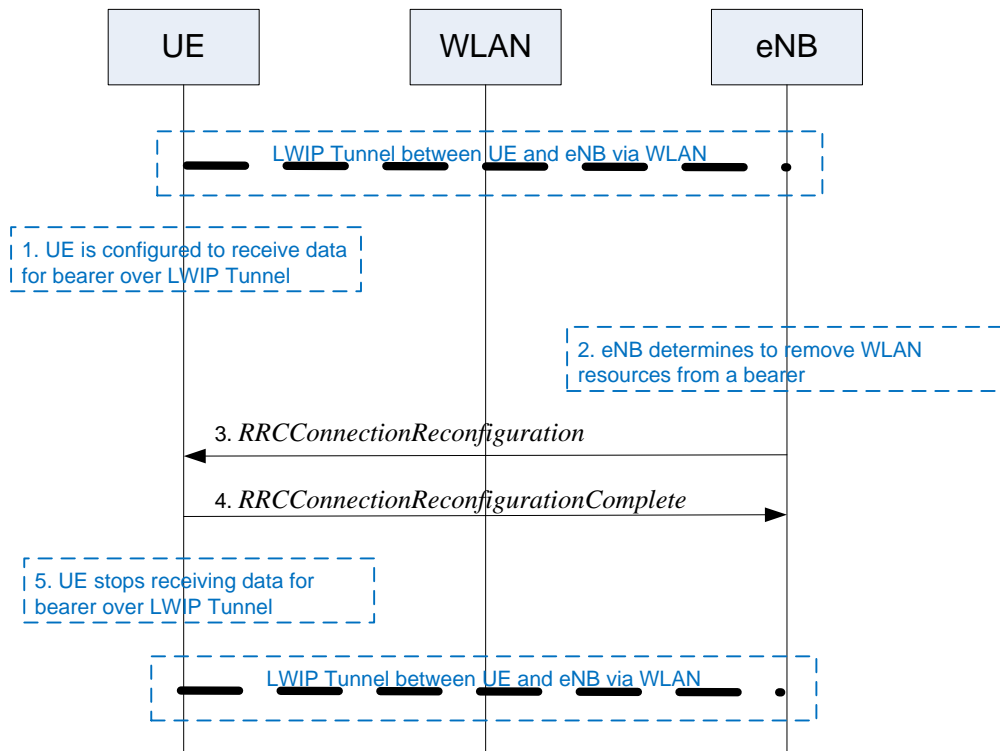 UE
WLAN
eNB
LWIP Tunnel between UE and eNB via WLAN
1. UE is configured to receive data
for bearer over LWIP Tunnel
2. eNB determines to remove WLAN
resources from a bearer
3. RRCConnectionReconfiguration
4. RRCConnectionReconfigurationComplete
5. UE stops receiving data for
bearer over LWIP Tunnel
LWIP Tunnel between UE and eNB via WLAN